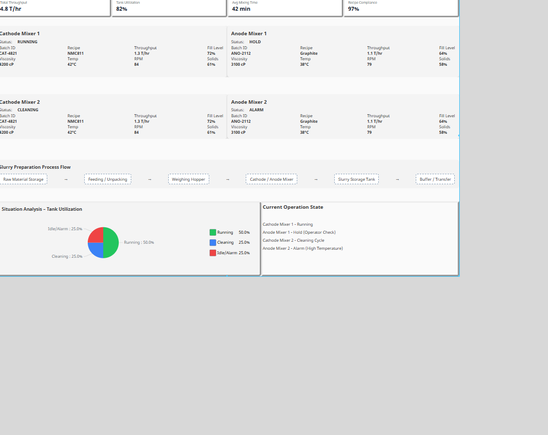 Take Throughput Tank Utilization Avg Mixing Time Recipe Compliance
4.8 T/hr 82% 42 min 97%
Cathode Mixer 1 Anode Mixer 1
Status: RUNNING Status: HOLD
Batch ID Recipe Throughput Fill Level Batch ID Recipe Throughput Fill Level
CAT-4821 NMC811 1.3 T/hr 72% ANO-2112 Graphite 1.1 T/hr 64%
Viscosity Temp RPM Solids Viscosity Temp RPM Solids
4200 cP 42°C 84 61% 3100 cP 38°C 79 58%
Cathode Mixer 2 Anode Mixer 2
Status: CLEANING Status: ALARM
Batch ID Recipe Throughput Fill Level Batch ID Recipe Throughput Fill Level
CAT-4821 NMC811 1.3 T/hr 72% ANO-2112 Graphite 1.1 T/hr 64%
Viscosity Temp RPM Solids Viscosity Temp RPM Solids
4200 cP 42°C 84 61% 3100 cP 38°C 79 58%
Slurry Preparation Process Flow
Raw Material Storage → Feeding / Unpacking → Weighing Hopper → Cathode / Anode Mixer → Slurry Storage Tank → Buffer / Transfer
Situation Analysis – Tank Utilization
Idle/Alarm : 25.0%
Running : 50.0%
Cleaning : 25.0%
Running 50.0%
Cleaning 25.0%
Idle/Alarm 25.0%
Current Operation State
Cathode Mixer 1 – Running
Anode Mixer 1 – Hold (Operator Check)
Cathode Mixer 2 – Cleaning Cycle
Anode Mixer 2 – Alarm (High Temperature)